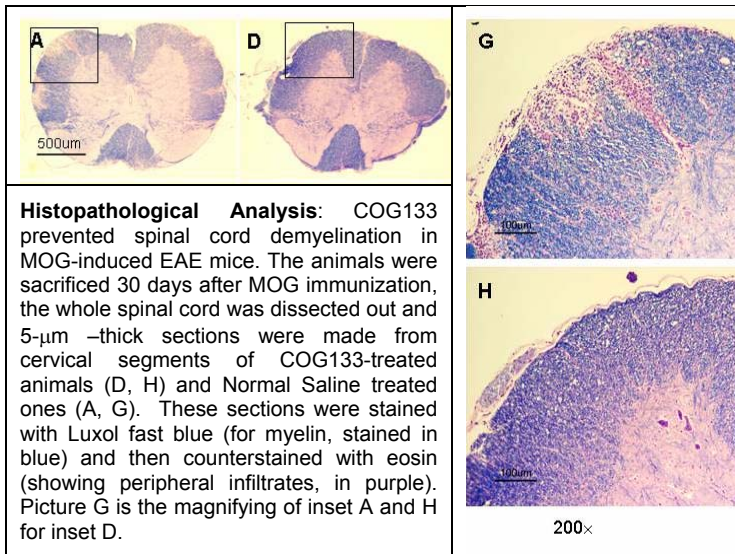 A
D
500um
Histopathological Analysis: COG133
prevented spinal cord demyelination in
MOG-induced EAE mice. The animals were
sacrificed 30 days after MOG immunization,
the whole spinal cord was dissected out and
5-μm –thick sections were made from
cervical segments of COG133-treated
animals (D, H) and Normal Saline treated
ones (A, G). These sections were stained
with Luxol fast blue (for myelin, stained in
blue) and then counterstained with eosin
(showing peripheral infiltrates, in purple).
Picture G is the magnifying of inset A and H
for inset D.
G
100um
H
100um
200×